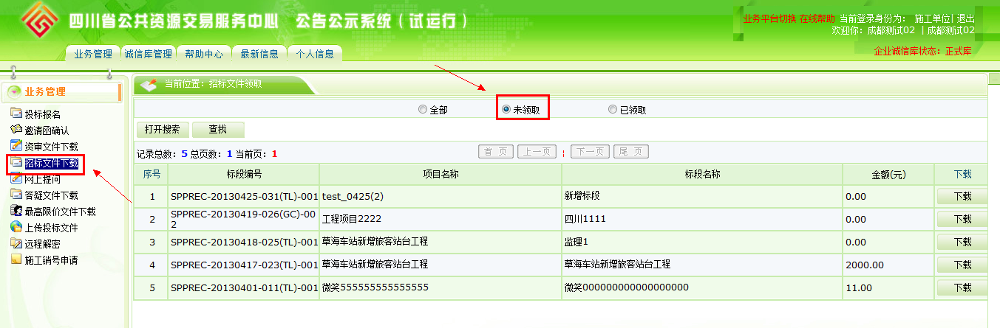 四川省公共资源交易服务中心 公告公示系统（试运行）
业务平台切换 在线帮助 当前登录身份为： 施工单位| 退出
欢迎你：成都测试02 | 成都测试02
企业诚信库状态：正式库
业务管理 诚信库管理 帮助中心 最新信息 个人信息
业务管理
投标报名
邀请函确认
资审文件下载
招标文件下载
网上提问
答疑文件下载
最高限价文件下载
上传投标文件
远程解密
施工销号申请
当前位置：招标文件领取
全部 未领取 已领取
打开搜索 查找
记录总数：5 总页数：1 当前页：1 首 页 上一页 ¦ 下一页 尾 页
序号 标段编号 项目名称 标段名称 金额(元) 下载
1 SPPREC-20130425-031(TL)-001 test_0425(2) 新增标段 0.00 下载
2 SPPREC-20130419-026(GC)-00
2 工程项目2222 四川1111 0.00 下载
3 SPPREC-20130418-025(TL)-001 草海车站新增旅客站台工程 监理1 0.00 下载
4 SPPREC-20130417-023(TL)-001 草海车站新增旅客站台工程 草海车站新增旅客站台工程 2000.00 下载
5 SPPREC-20130401-011(TL)-001 微笑555555555555555 微笑000000000000000000 11.00 下载